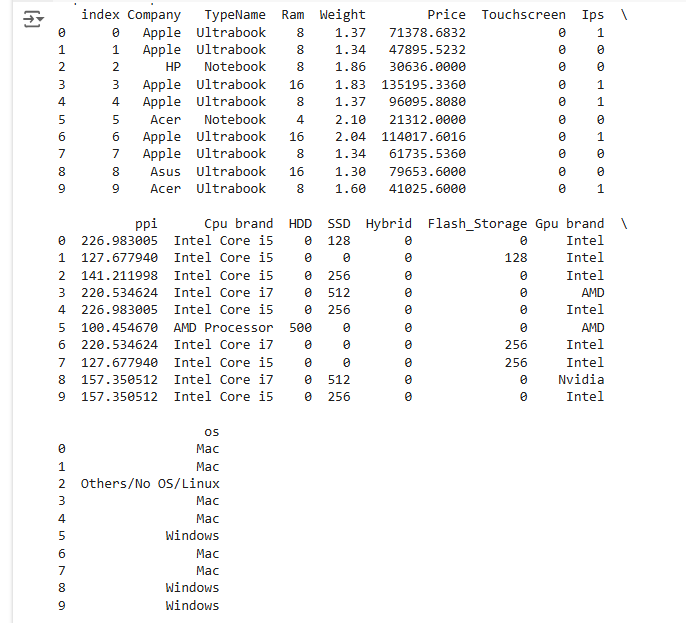 index Company   TypeName  Ram  Weight        Price  Touchscreen  Ips  \
0      0   Apple  Ultrabook    8    1.37   71378.6832            0    1
1      1   Apple  Ultrabook    8    1.34   47895.5232            0    0
2      2      HP   Notebook    8    1.86   30636.0000            0    0
3      3   Apple  Ultrabook   16    1.83  135195.3360            0    1
4      4   Apple  Ultrabook    8    1.37   96095.8080            0    1
5      5    Acer   Notebook    4    2.10   21312.0000            0    0
6      6   Apple  Ultrabook   16    2.04  114017.6016            0    1
7      7   Apple  Ultrabook    8    1.34   61735.5360            0    0
8      8    Asus  Ultrabook   16    1.30   79653.6000            0    0
9      9    Acer  Ultrabook    8    1.60   41025.6000            0    1

          ppi      Cpu brand  HDD  SSD  Hybrid  Flash_Storage Gpu brand  \
0  226.983005  Intel Core i5    0  128       0              0     Intel
1  127.677940  Intel Core i5    0    0       0            128     Intel
2  141.211998  Intel Core i5    0  256       0              0     Intel
3  220.534624  Intel Core i7    0  512       0              0       AMD
4  226.983005  Intel Core i5    0  256       0              0     Intel
5  100.454670  AMD Processor  500    0       0              0       AMD
6  220.534624  Intel Core i7    0    0       0            256     Intel
7  127.677940  Intel Core i5    0    0       0            256     Intel
8  157.350512  Intel Core i7    0  512       0              0    Nvidia
9  157.350512  Intel Core i5    0  256       0              0     Intel

                  os
0                Mac
1                Mac
2  Others/No OS/Linux
3                Mac
4                Mac
5            Windows
6                Mac
7                Mac
8            Windows
9            Windows